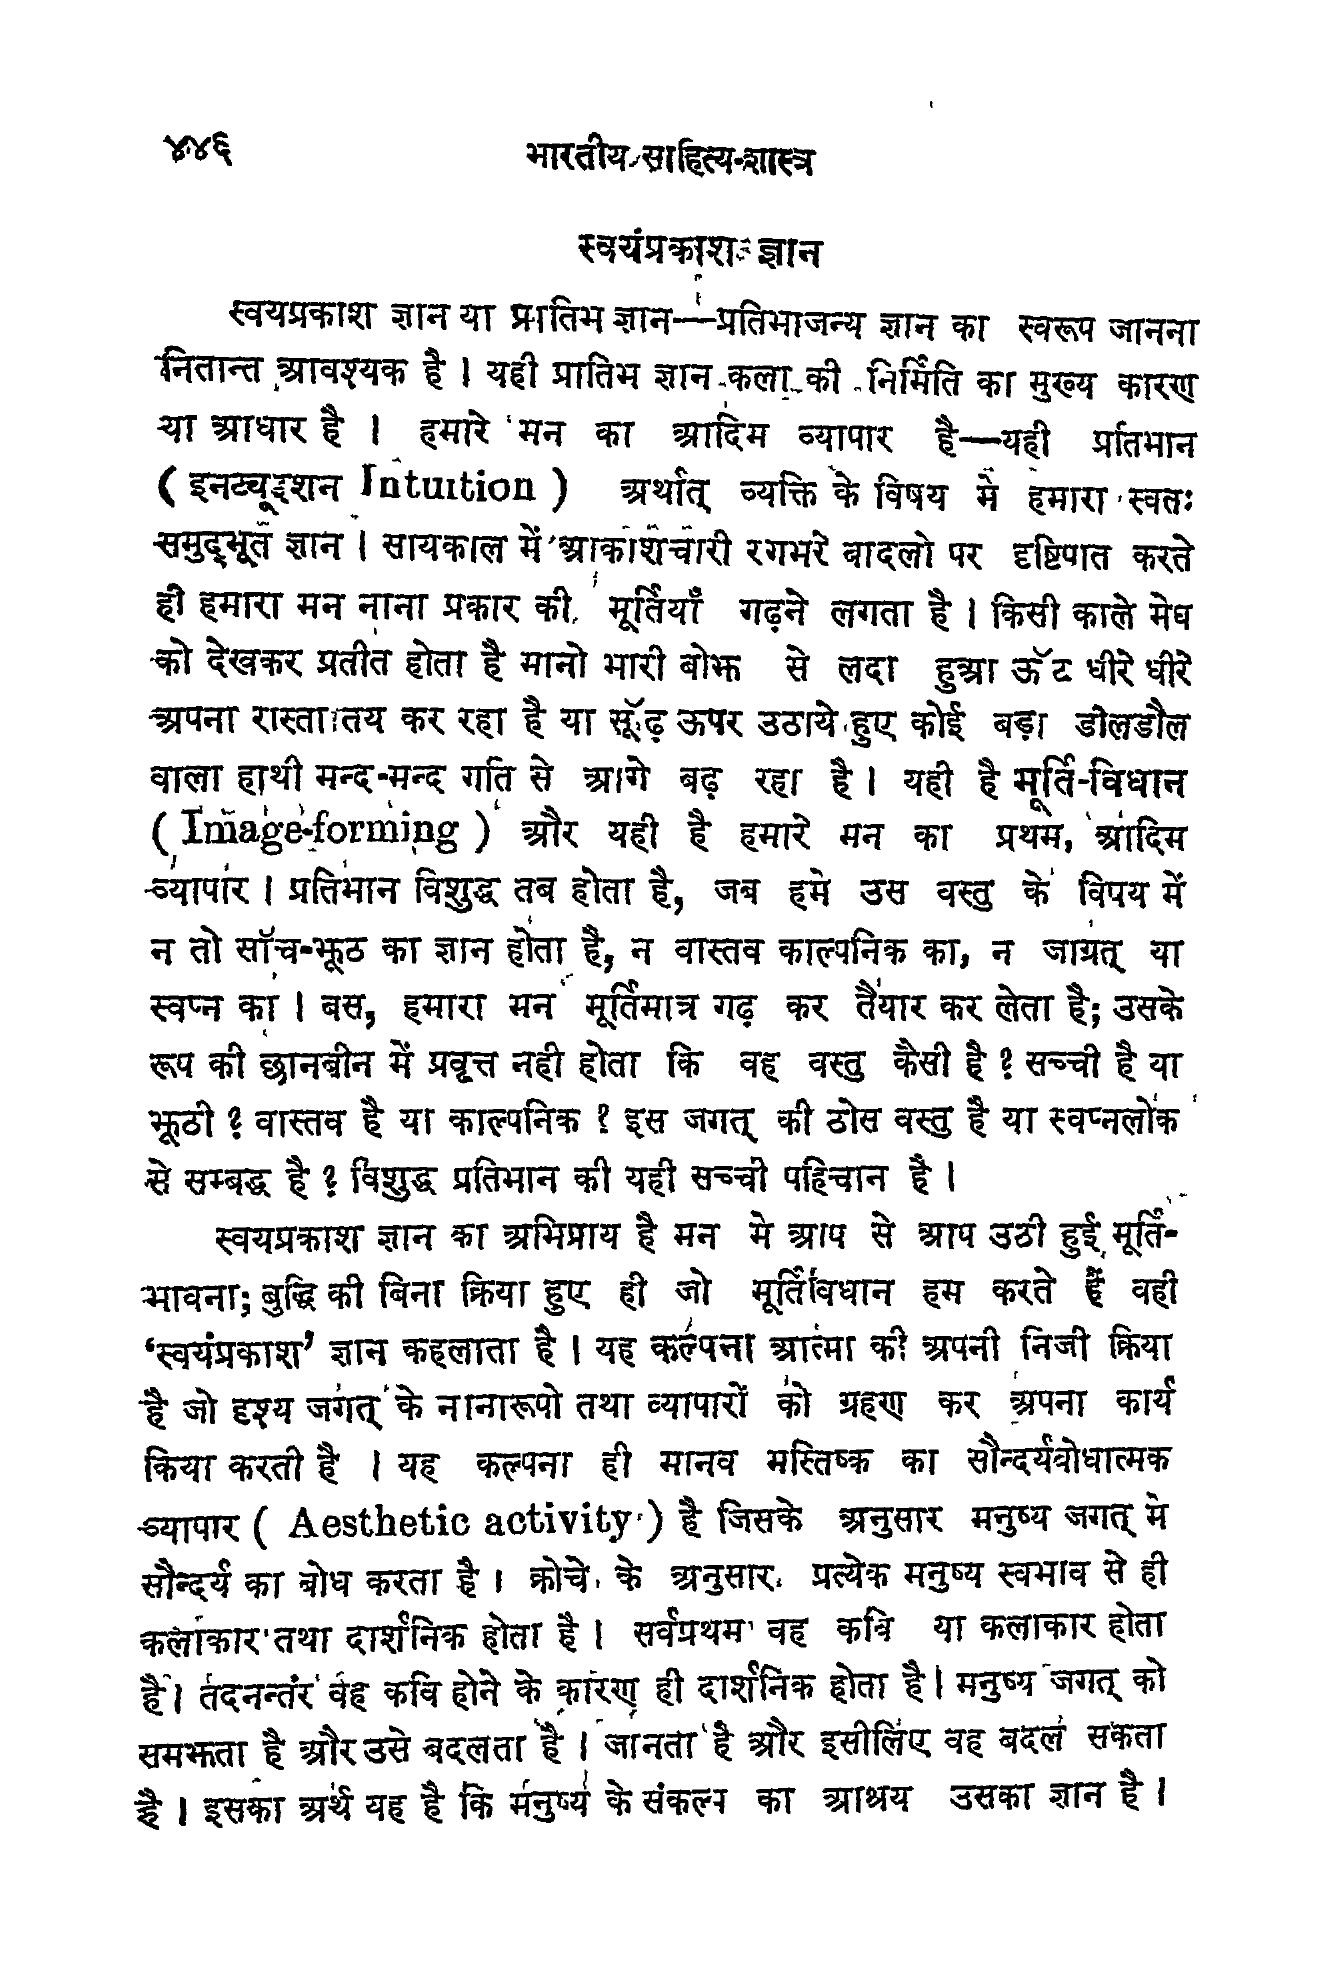 ४४६ भारतीय साहित्य-शास्त्र
स्वयंप्रकाश ज्ञान
स्वयप्रकाश ज्ञान या प्रातिभ ज्ञान—प्रतिभाजन्य ज्ञान का स्वरूप जानना
नितान्त आवश्यक है । यही प्रातिभ ज्ञान कला की निर्मिति का मुख्य कारण
या आधार है । हमारे मन का आदिम व्यापार है—यही प्रतिभान
( इनट्यूइशन Intuition ) अर्थात् व्यक्ति के विषय मे हमारा स्वतः
समुद्भूत ज्ञान । सायकाल में आकाशचारी रगभरे बादलो पर दृष्टिपात करते
ही हमारा मन नाना प्रकार की मूर्तियाँ गढ़ने लगता है । किसी काले मेघ
को देखकर प्रतीत होता है मानो भारी बोझ से लदा हुआ ऊँट धीरे धीरे
अपना रास्ता तय कर रहा है या सूँढ़ ऊपर उठाये हुए कोई बड़ा डीलडौल
वाला हाथी मन्द-मन्द गति से आगे बढ़ रहा है । यही है मूर्ति-विधान
( Image-forming ) और यही है हमारे मन का प्रथम, आदिम
व्यापार । प्रतिभान विशुद्ध तब होता है, जब हमे उस वस्तु के विषय में
न तो साँच-झूठ का ज्ञान होता है, न वास्तव काल्पनिक का, न जाग्रत् या
स्वप्न का । बस, हमारा मन मूर्तिमात्र गढ़ कर तैयार कर लेता है; उसके
रूप की छानबीन में प्रवृत्त नही होता कि वह वस्तु कैसी है ? सच्ची है या
झूठी ? वास्तव है या काल्पनिक ? इस जगत् की ठोस वस्तु है या स्वप्नलोक
से सम्बद्ध है ? विशुद्ध प्रतिभान की यही सच्ची पहिचान है ।
स्वयप्रकाश ज्ञान का अभिप्राय है मन मे आप से आप उठी हुई मूर्ति-
भावना; बुद्धि की बिना क्रिया हुए ही जो मूर्तिविधान हम करते हैं वही
‘स्वयंप्रकाश’ ज्ञान कहलाता है । यह कल्पना आत्मा की अपनी निजी क्रिया
है जो दृश्य जगत् के नानारूपो तथा व्यापारों को ग्रहण कर अपना कार्य
किया करती है । यह कल्पना ही मानव मस्तिष्क का सौन्दर्यबोधात्मक
व्यापार ( Aesthetic activity ) है जिसके अनुसार मनुष्य जगत् मे
सौन्दर्य का बोध करता है । क्रोचे के अनुसार प्रत्येक मनुष्य स्वभाव से ही
कलाकार तथा दार्शनिक होता है । सर्वप्रथम वह कवि या कलाकार होता
है । तदनन्तर वह कवि होने के कारण ही दार्शनिक होता है । मनुष्य जगत् को
समझता है और उसे बदलता है । जानता है और इसीलिए वह बदल सकता
है । इसका अर्थ यह है कि मनुष्य के संकल्प का आश्रय उसका ज्ञान है ।